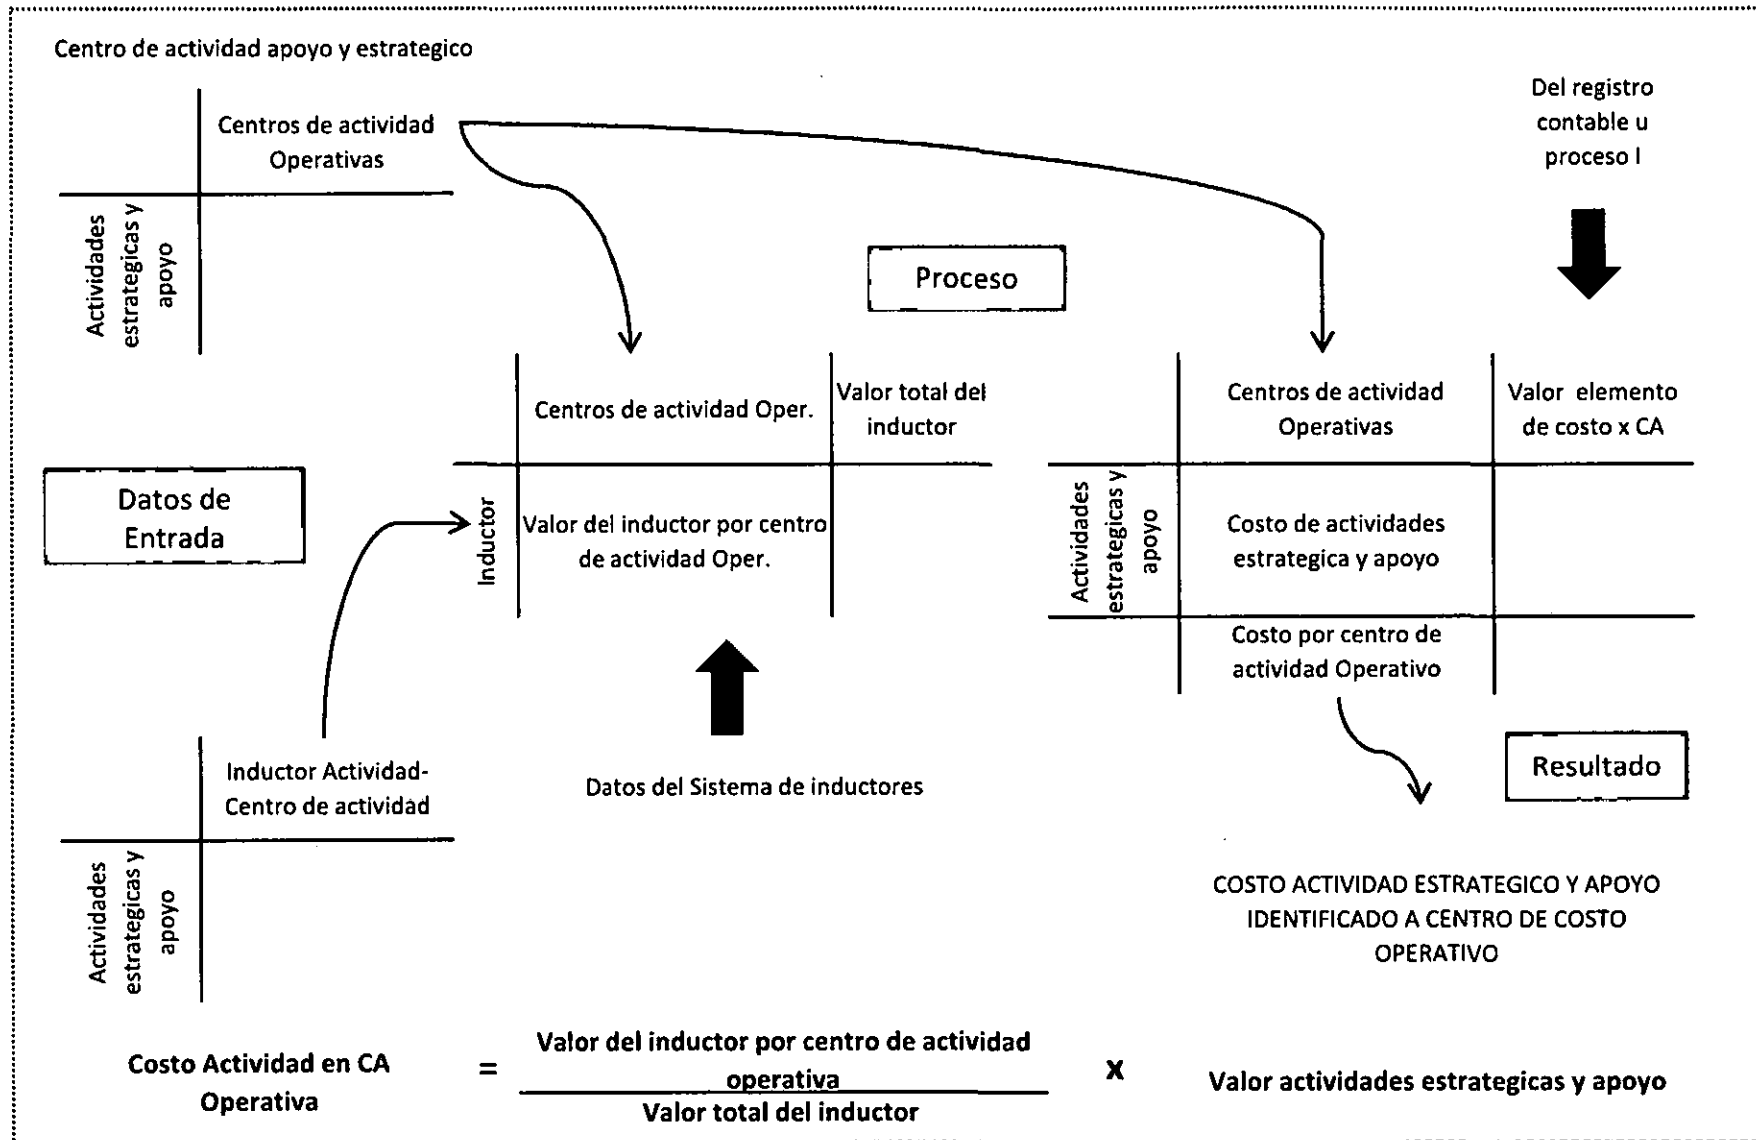 Centro de actividad apoyo y estrategico
Centros de actividad
Operativas
Actividades
estrategicas y
apoyo
Del registro
contable u
proceso I
Proceso
Centros de actividad Oper.
Valor total del
inductor
Inductor
Valor del inductor por centro
de actividad Oper.
Datos de
Entrada
Centros de actividad
Operativas
Valor elemento
de costo x CA
Actividades
estrategicas y
apoyo
Costo de actividades
estrategica y apoyo
Costo por centro de
actividad Operativo
Inductor Actividad-
Centro de actividad
Actividades
estrategicas y
apoyo
Datos del Sistema de inductores
Resultado
COSTO ACTIVIDAD ESTRATEGICO Y APOYO
IDENTIFICADO A CENTRO DE COSTO
OPERATIVO
Costo Actividad en CA
Operativa
=
Valor del inductor por centro de actividad
operativa
Valor total del inductor
X
Valor actividades estrategicas y apoyo